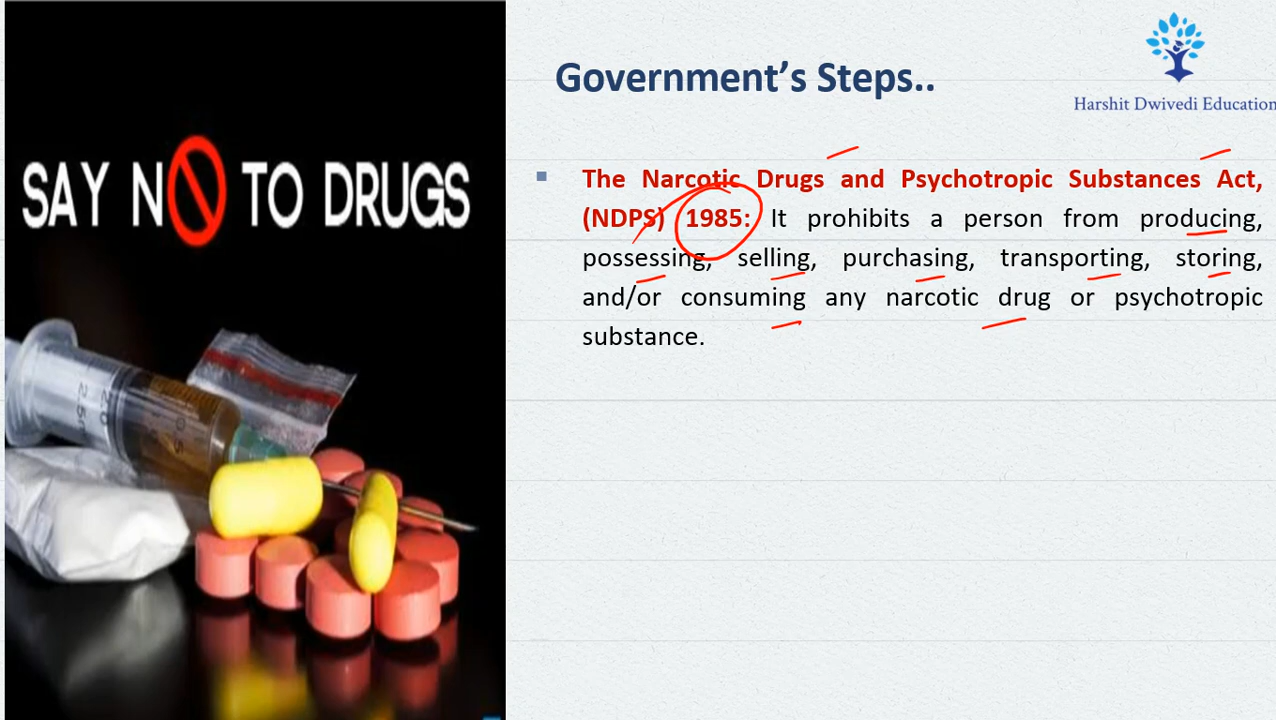 SAY NO TO DRUGS
Government’s Steps..
Harshit Dwivedi Education
▪ The Narcotic Drugs and Psychotropic Substances Act,
(NDPS) 1985: It prohibits a person from producing,
possessing, selling, purchasing, transporting, storing,
and/or consuming any narcotic drug or psychotropic
substance.